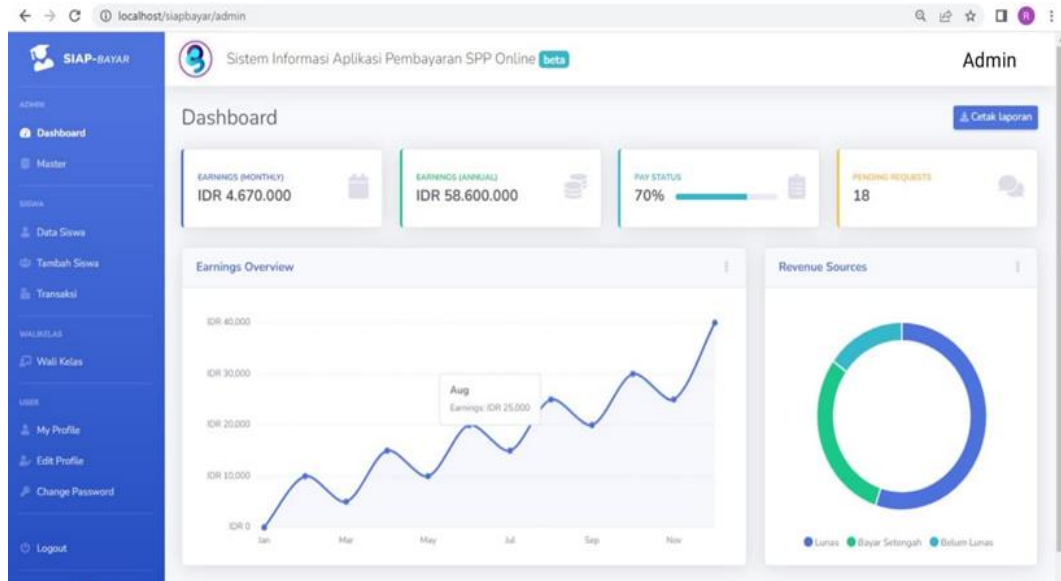 localhost/siapbayar/admin
R
SIAP-BAYAR
Sistem Informasi Aplikasi Pembayaran SPP Online beta
Admin
ADMIN
Dashboard
Master
SISWA
Data Siswa
Tambah Siswa
Transaksi
WALIKELAS
Wali Kelas
USER
My Profile
Edit Profile
Change Password
Logout
Dashboard
Cetak laporan
EARNINGS (MONTHLY)
IDR 4.670.000
EARNINGS (ANNUAL)
IDR 58.600.000
PAY STATUS
70%
PENDING REQUESTS
18
Earnings Overview
IDR 40,000
IDR 30,000
IDR 20,000
IDR 10,000
IDR 0
Aug
Earnings: IDR 25,000
Jan Mar May Jul Sep Nov
Revenue Sources
Lunas Bayar Setengah Belum Lunas